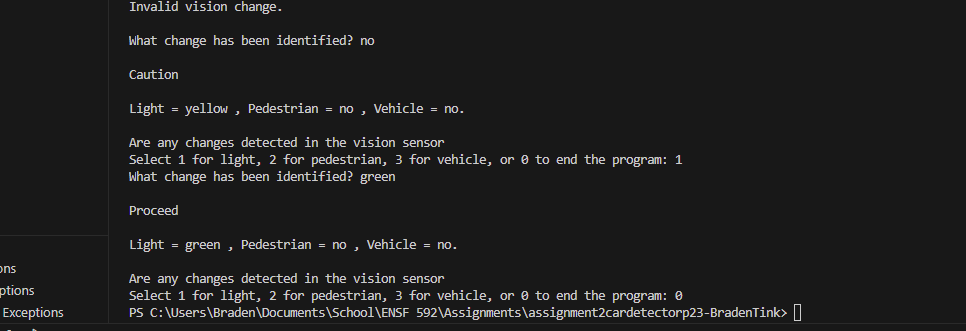 Invalid vision change.
What change has been identified? no
Caution
Light = yellow , Pedestrian = no , Vehicle = no.
Are any changes detected in the vision sensor
Select 1 for light, 2 for pedestrian, 3 for vehicle, or 0 to end the program: 1
What change has been identified? green
Proceed
Light = green , Pedestrian = no , Vehicle = no.
Are any changes detected in the vision sensor
Select 1 for light, 2 for pedestrian, 3 for vehicle, or 0 to end the program: 0
PS C:\Users\Braden\Documents\School\ENSF 592\Assignments\assignment2cardetectorp23-BradenTink>
ons
ptions
Exceptions